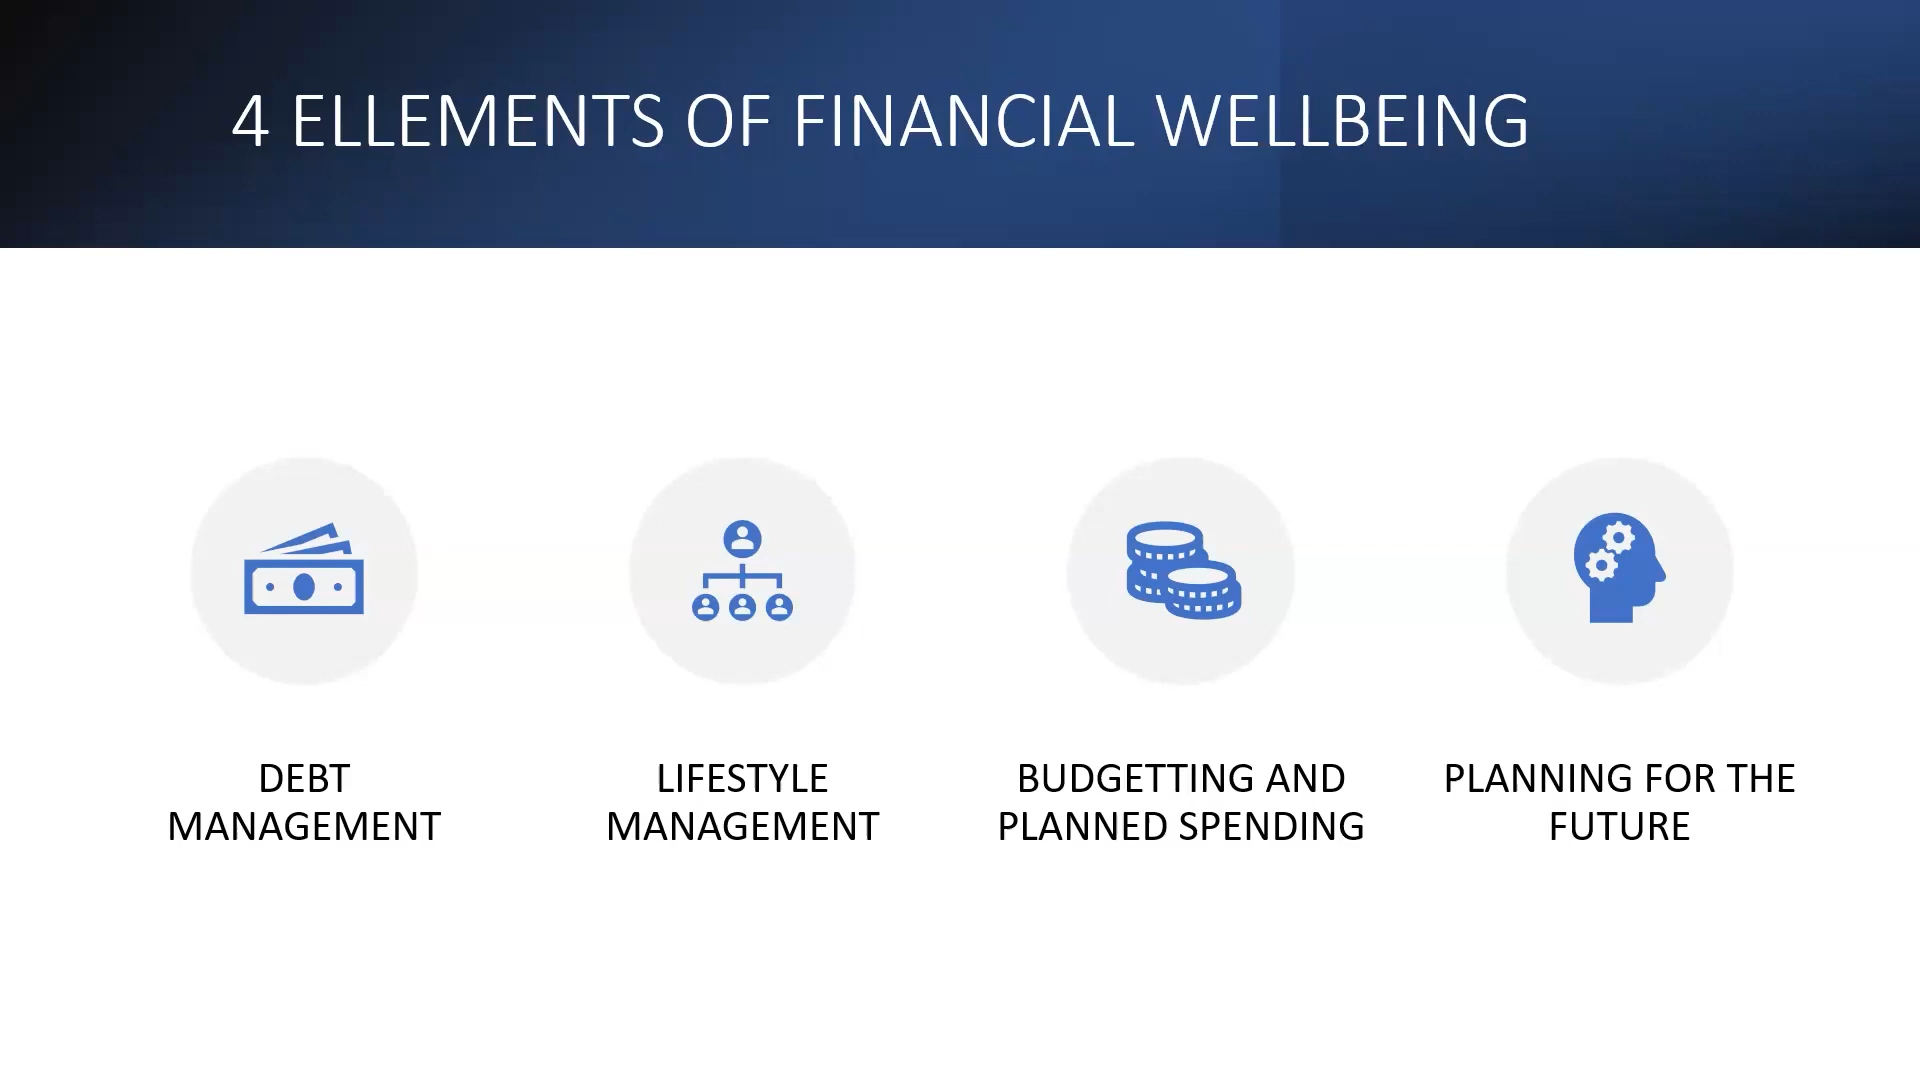 4 ELLEMENTS OF FINANCIAL WELLBEING
DEBT
MANAGEMENT
LIFESTYLE
MANAGEMENT
BUDGETTING AND
PLANNED SPENDING
PLANNING FOR THE
FUTURE